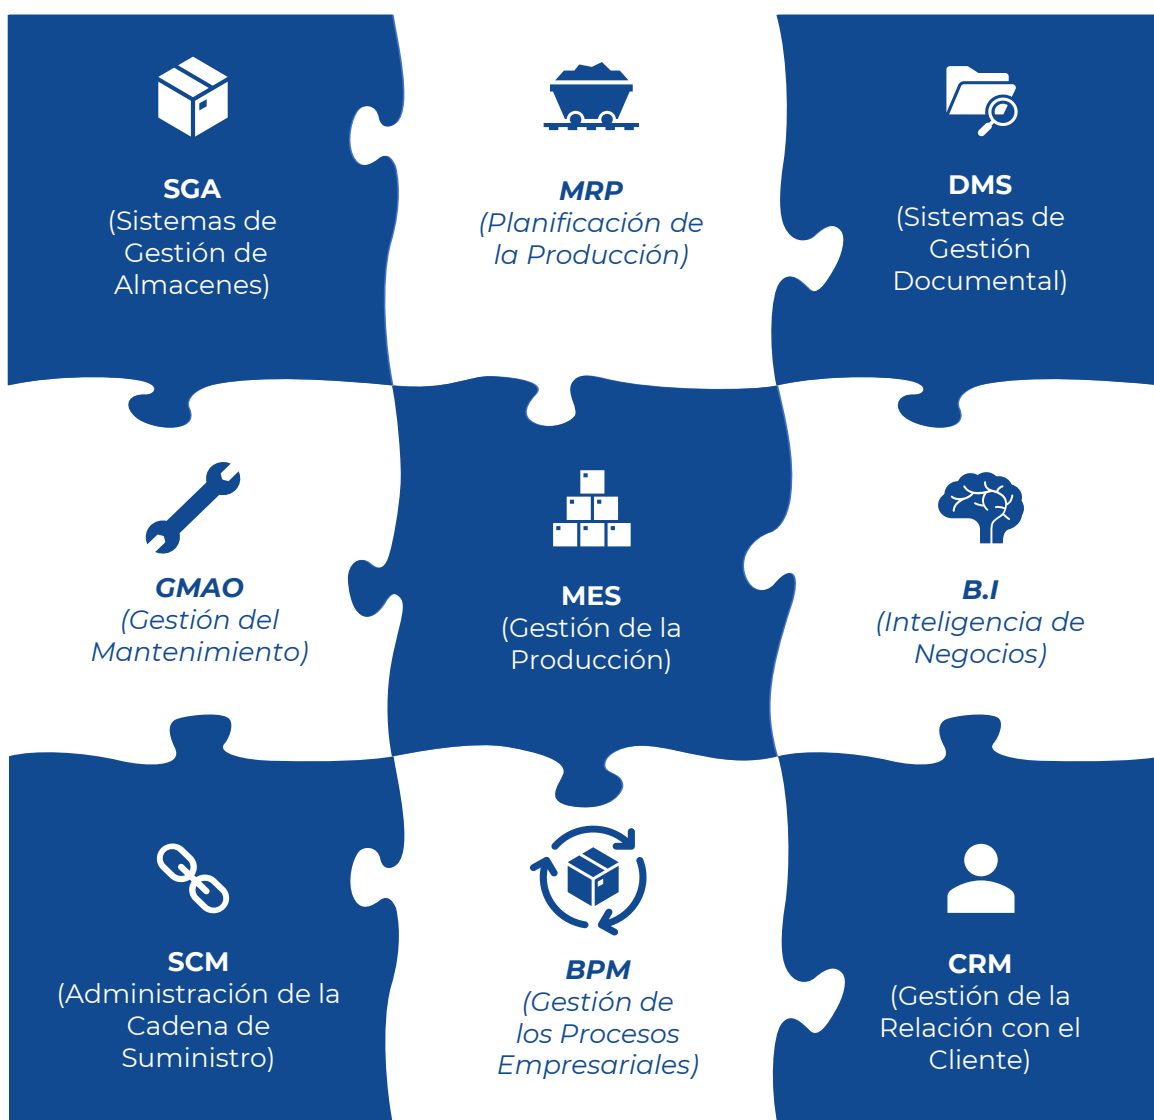 SGA
(Sistemas de
Gestión de
Almacenes)
MRP
(Planificación de
la Producción)
DMS
(Sistemas de
Gestión
Documental)
GMAO
(Gestión del
Mantenimiento)
MES
(Gestión de la
Producción)
B.I
(Inteligencia de
Negocios)
SCM
(Administración de la
Cadena de
Suministro)
BPM
(Gestión de
los Procesos
Empresariales)
CRM
(Gestión de la
Relación con el
Cliente)